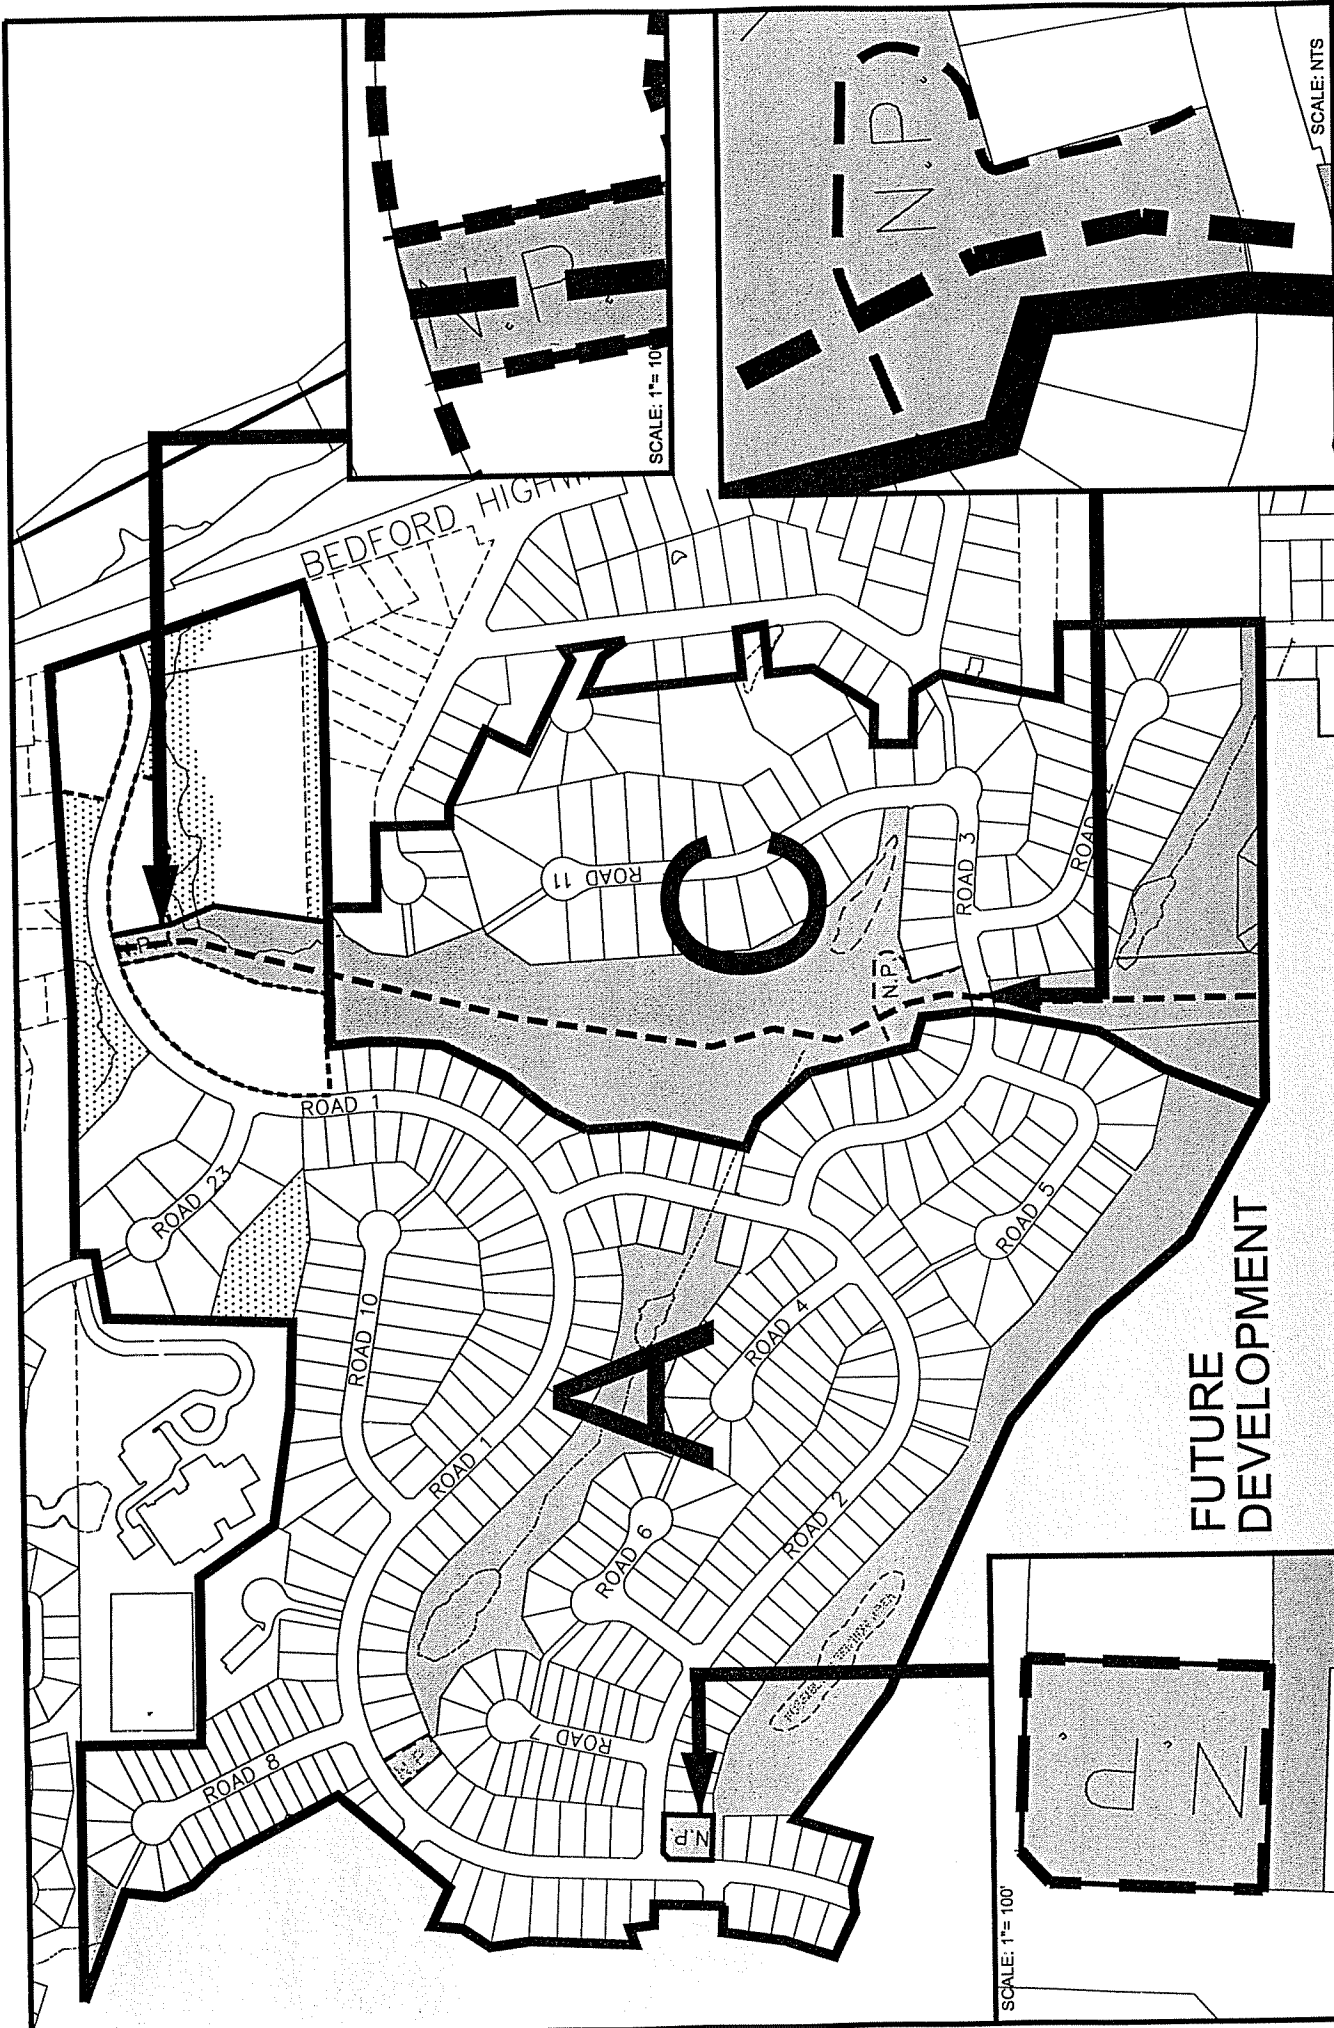 SCALE: 1"= 10
N.P.
SCALE: NTS
N.P.
BEDFORD HIGHW
N.P.
ROAD 11
C
ROAD 3
ROAD
N.P.
ROAD 1
ROAD 23
ROAD 10
ROAD 5
ROAD 4
A
ROAD 1
ROAD 2
ROAD 6
ROAD 7
ROAD 8
N.P.
N.P.
FUTURE
DEVELOPMENT
SCALE: 1"= 100'
N.P.